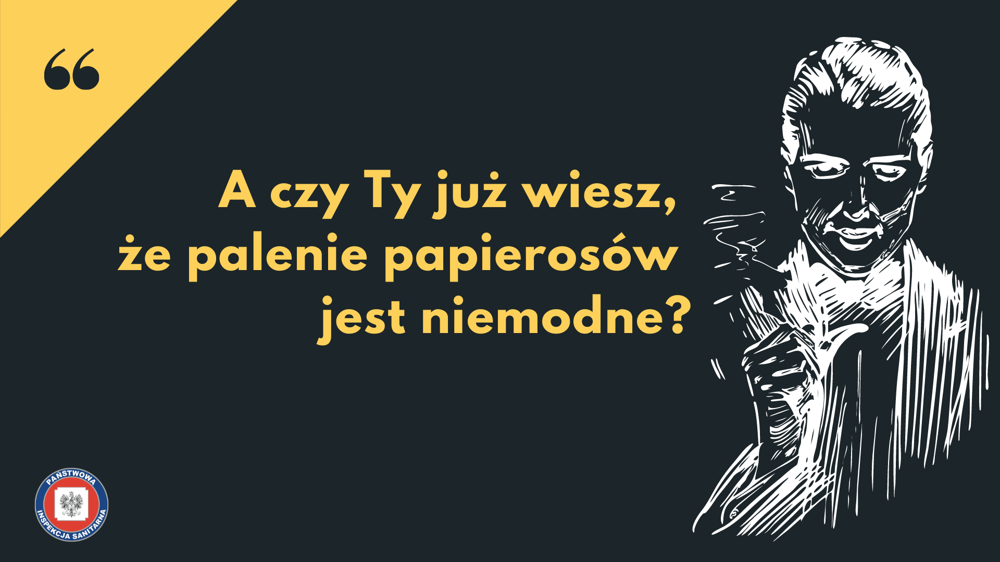 “
A czy Ty już wiesz,
że palenie papierosów
jest niemodne?
PAŃSTWOWA
INSPEKCJA SANITARNA